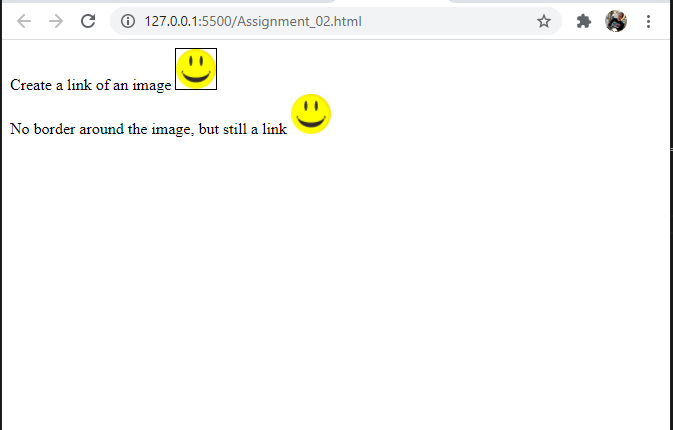 127.0.0.1:5500/Assignment_02.html
Create a link of an image
No border around the image, but still a link